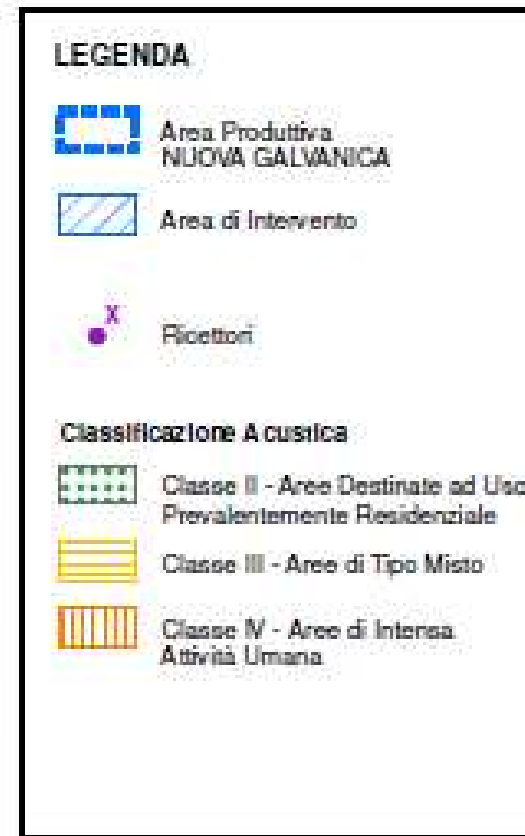 LEGENDA
Area Produttiva
NUOVA GALVANICA
Area di Intervento
X
Ricettori
Classificazione Acustica
Classe II - Aree Destinate ad Uso
Prevalentemente Residenziale
Classe III - Aree di Tipo Misto
Classe IV - Aree di Intensa
Attività Umana